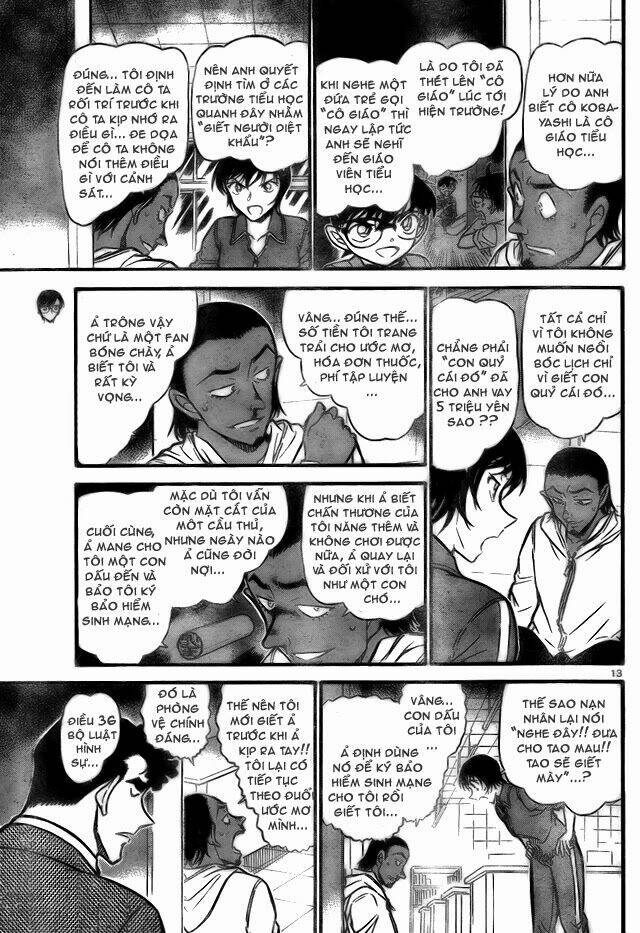 HƠN NỮA
LÝ DO ANH
BIẾT CÔ KOBA-
YASHI LÀ CÔ
GIÁO TIỂU
HỌC...
LÀ DO TÔI ĐÃ
THÉT LÊN “CÔ
GIÁO” LÚC TỚI
HIỆN TRƯỜNG!
KHI NGHE MỘT
ĐỨA TRẺ GỌI
“CÔ GIÁO” THÌ
NGAY LẬP TỨC
ANH SẼ NGHĨ
ĐẾN GIÁO
VIÊN TIỂU
HỌC...
NÊN ANH QUYẾT
ĐỊNH TÌM Ở CÁC
TRƯỜNG TIỂU HỌC
QUANH ĐÂY NHẰM
“GIẾT NGƯỜI DIỆT
KHẨU”?
ĐÚNG... TÔI ĐỊNH
ĐẾN LÀM CÔ TA
RỐI TRÍ TRƯỚC KHI
CÔ TA KỊP NHỚ RA
ĐIỀU GÌ... ĐE DỌA
ĐỂ CÔ TA KHÔNG
NÓI THÊM ĐIỀU
GÌ VỚI CẢNH
SÁT...
TẤT CẢ CHỈ
VÌ TÔI KHÔNG
MUỐN NGỒI
BÓC LỊCH CHỈ
VÌ GIẾT CON
QUỶ CÁI ĐÓ...
CHẲNG PHẢI
“CON QUỶ
CÁI ĐÓ” ĐÃ
CHO ANH VAY
5 TRIỆU YÊN
SAO ??
VÂNG... ĐÚNG THẾ...
SỐ TIỀN TÔI TRANG
TRẢI CHO ƯỚC MƠ,
HÓA ĐƠN THUỐC,
PHÍ TẬP LUYỆN
...
Ả TRÔNG VẬY
CHỨ LÀ MỘT FAN
BÓNG CHÀY, Ả
BIẾT TÔI VÀ
RẤT KỲ
VỌNG...
NHƯNG KHI Ả BIẾT
CHẤN THƯƠNG CỦA
TÔI NẶNG THÊM VÀ
KHÔNG CHƠI ĐƯỢC
NỮA, Ả QUAY LẠI
VÀ ĐỐI XỬ VỚI TÔI
NHƯ MỘT CON
CHÓ...
MẶC DÙ TÔI VẪN
CÒN MẶT CẮT CỦA
MỘT CẦU THỦ,
NHƯNG NGÀY NÀO
Ả CŨNG ĐÒI
NỢI...
CUỐI CÙNG,
Ả MANG CHO
TÔI MỘT CON
DẤU ĐẾN VÀ
BẢO TÔI KÝ
BẢO HIỂM
SINH MẠNG...
13
THẾ SAO NẠN
NHÂN LẠI NÓI
“NGHE ĐÂY!! ĐƯA
CHO TAO MAU!!
TAO SẼ GIẾT
MÀY”...?
VÂNG...
CON DẤU
CỦA TÔI
...
Ả ĐỊNH DÙNG
NÓ ĐỂ KÝ BẢO
HIỂM SINH MẠNG
CHO TÔI RỒI
GIẾT TÔI...
THẾ NÊN TÔI
MỚI GIẾT Ả
TRƯỚC KHI Ả
KỊP RA TAY!!
TÔI LẠI CÓ
TIẾP TỤC
THEO ĐUỔI
ƯỚC MƠ
MÌNH...
ĐÓ LÀ
PHÒNG
VỆ CHÍNH
ĐÁNG...
ĐIỀU 36
BỘ LUẬT
HÌNH
SỰ...